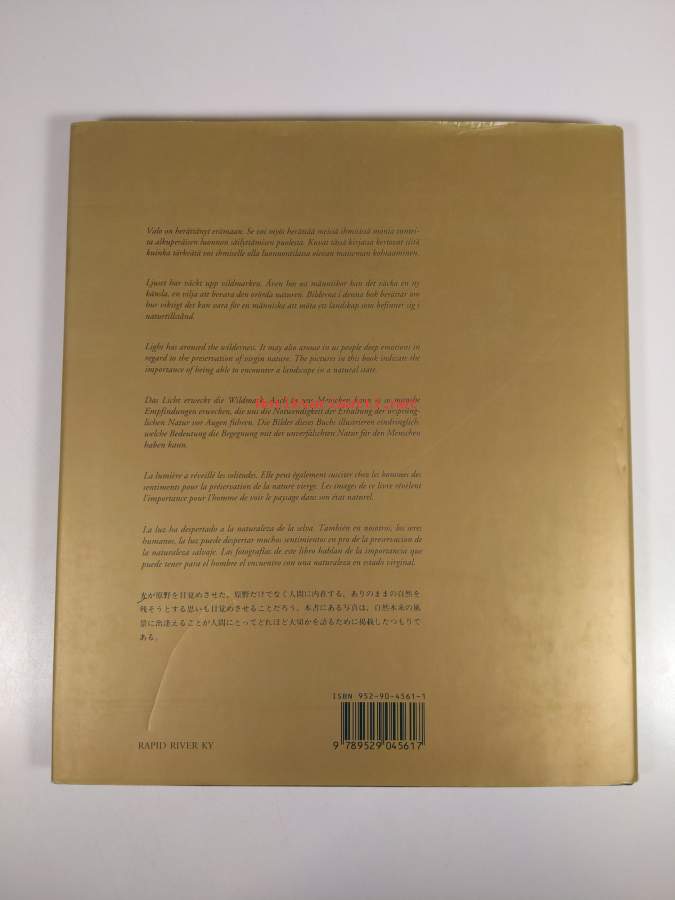 Valo on herättänyt erämaan. Se voi myös herättää meissä ihmisissä monia tuntei-
ta alkuperäisen luonnon säilyttämisen puolesta. Kuvat tässä kirjassa kertovat siitä
kuinka tärkeätä voi ihmiselle olla luonnontilassa olevan maiseman kohtaaminen.
Ljuset har väckt upp vildmarken. Även hos oss människor kan det väcka en ny
känsla, en vilja att bevara den orörda naturen. Bilderna i denna bok berättar om
hur viktigt det kan vara för en människa att möta ett landskap som befinner sig i
naturtillstånd.
Light has aroused the wilderness. It may also arouse in us people deep emotions in
regard to the preservation of virgin nature. The pictures in this book indicate the
importance of being able to encounter a landscape in a natural state.
Das Licht erweckt die Wildmark. Auch in uns Menschen kann es so manche
Empfindungen erwecken, die uns die Notwendigkeit der Erhaltung der ursprüng-
lichen Natur vor Augen führen. Die Bilder dieses Buchs illustrieren eindringlich,
welche Bedeutung die Begegnung mit der unverfälschten Natur für den Menschen
haben kann.
La lumière a réveillé les solitudes. Elle peut également susciter chez les hommes des
sentiments pour la préservation de la nature vierge. Les images de ce livre révèlent
l'importance pour l'homme de voir le paysage dans son état naturel.
La luz ha despertado a la naturaleza de la selva. También en nosotros, los seres
humanos, la luz puede despertar muchos sentimientos en pro de la preservación de
la naturaleza salvaje. Las fotografías de este libro hablan de la importancia que
puede tener para el hombre el encuentro con una naturaleza en estado virginal.
光が原野を目覚めさせた。原野だけでなく人間に内在する、ありのままの自然を
残そうとする思いも目覚めさせることだろう。本書にある写真は、自然本来の風
景に出逢えることが人間にとってどれほど大切かを語るために掲載したつもりで
ある。
ISBN 952-90-4561-1
9 789529 045617
RAPID RIVER KY